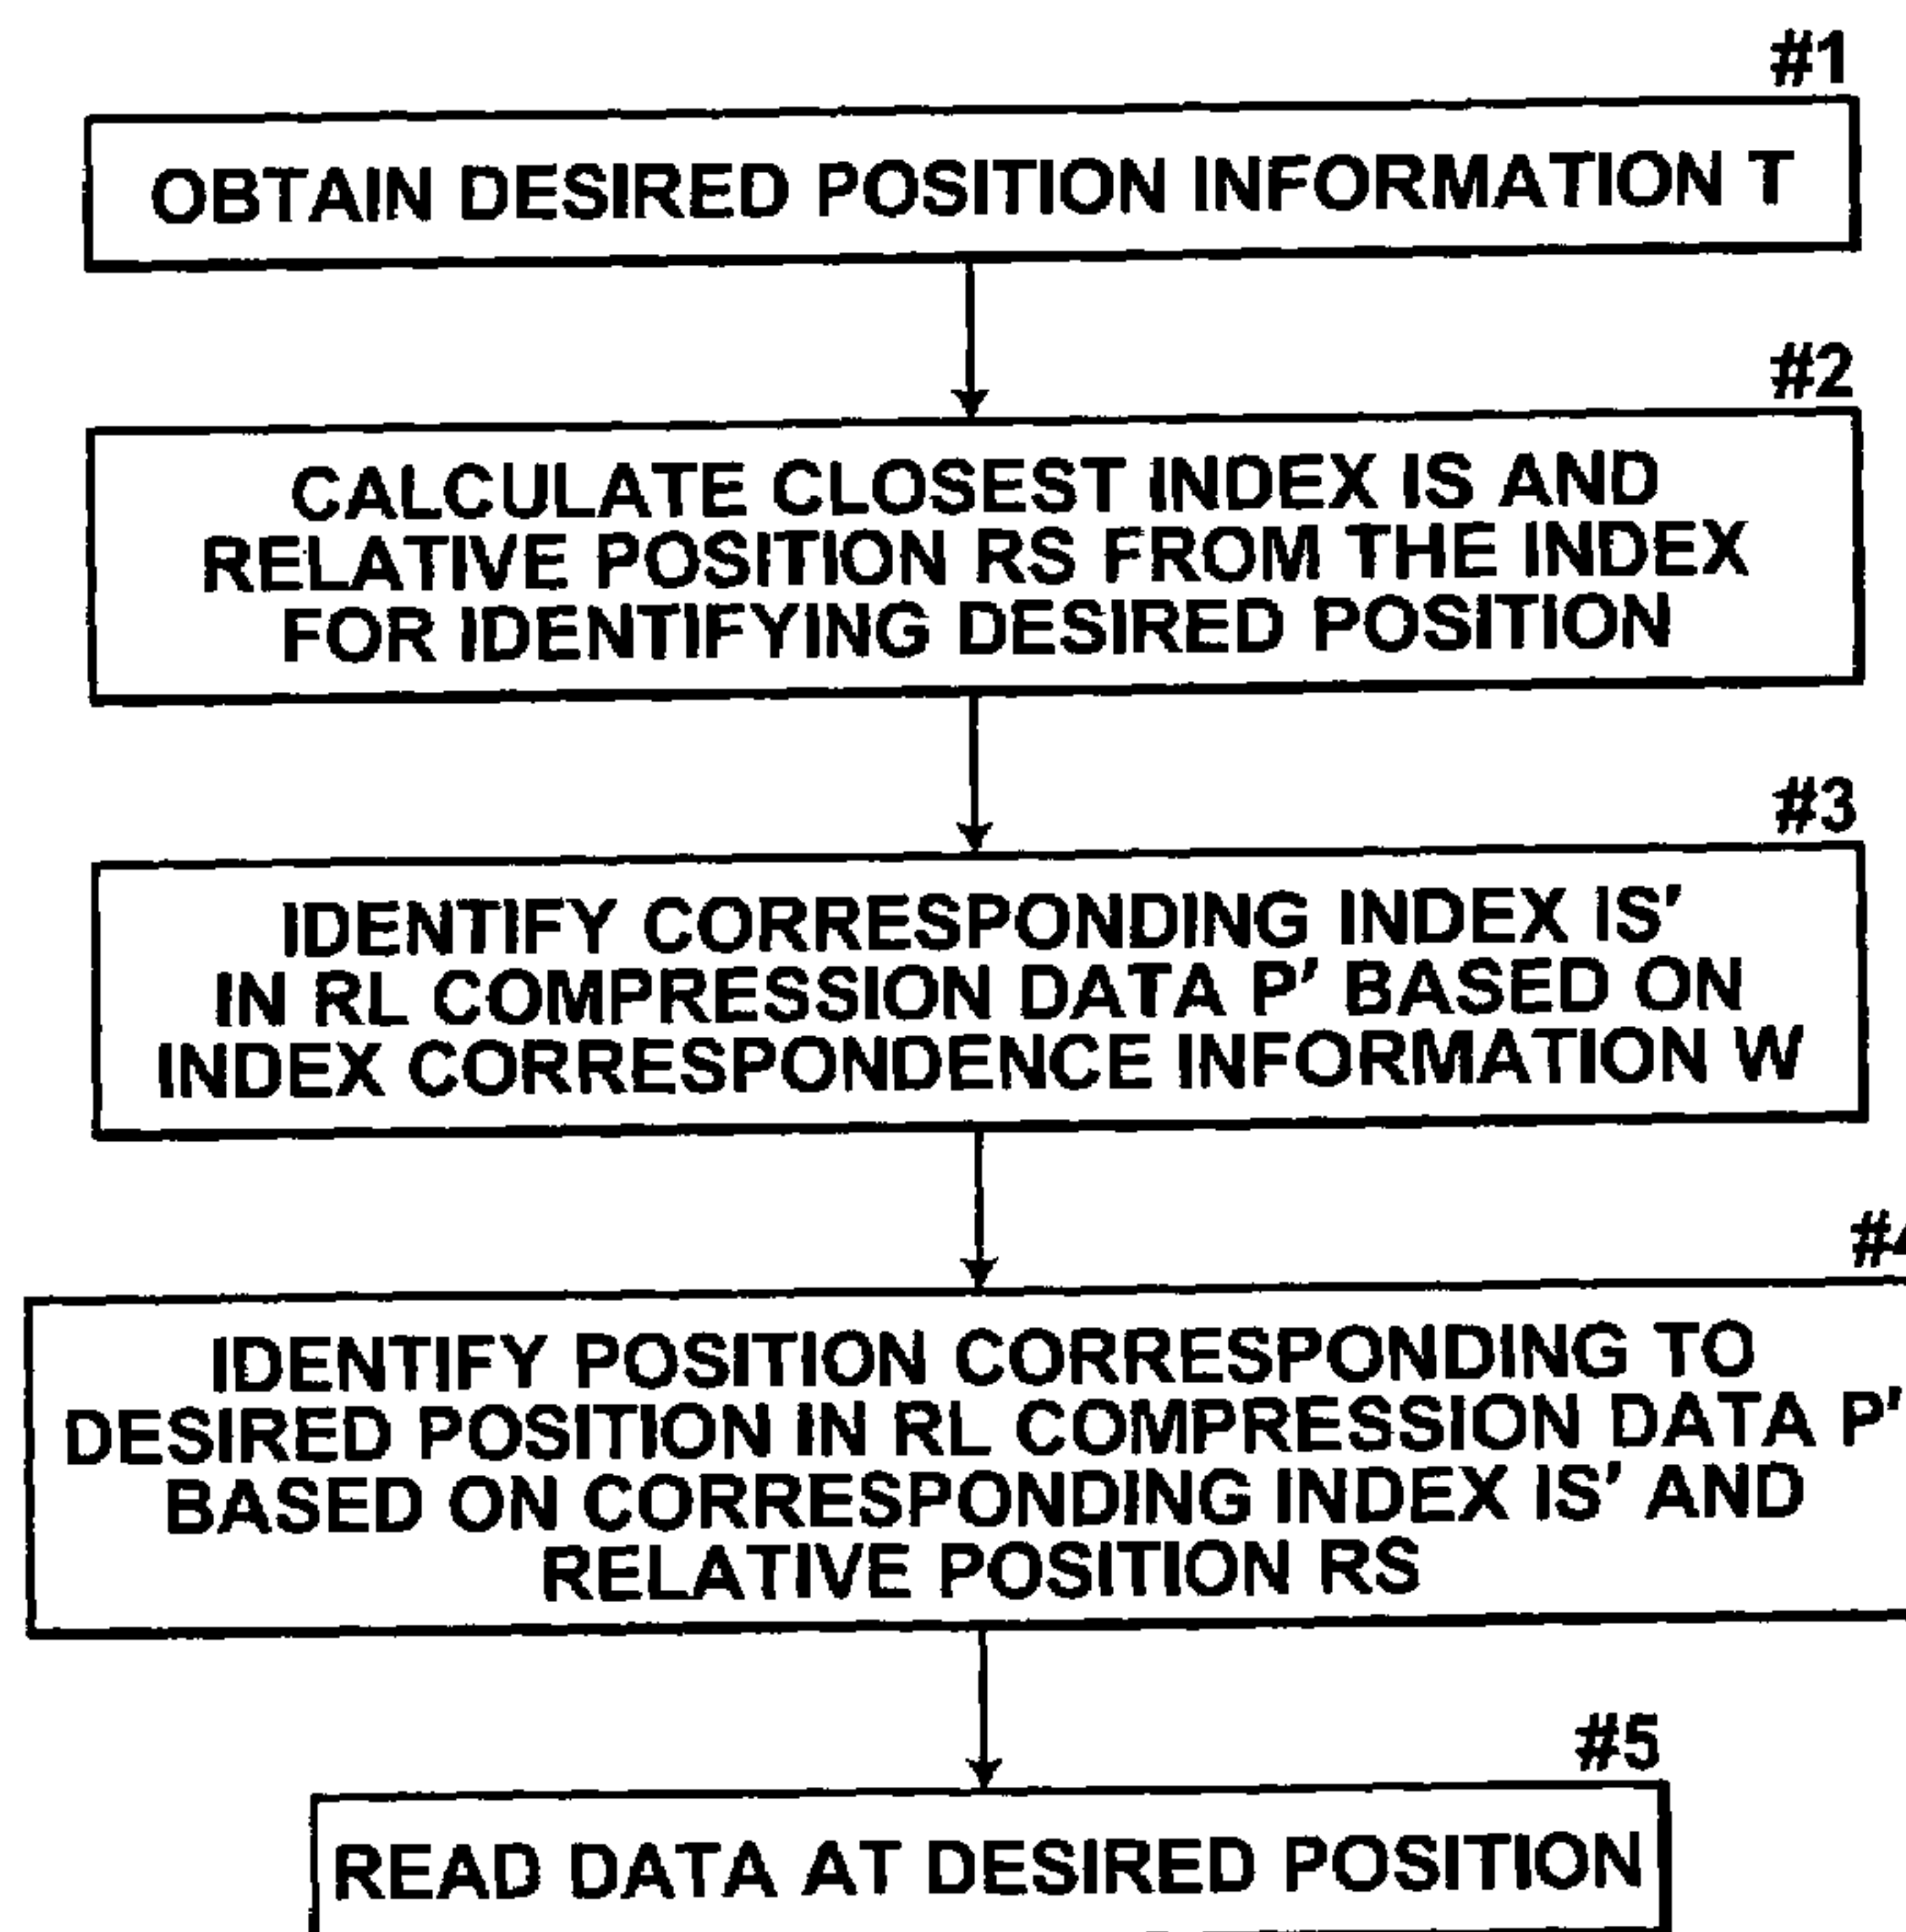 #1
OBTAIN DESIRED POSITION INFORMATION T
#2
CALCULATE CLOSEST INDEX IS AND
RELATIVE POSITION RS FROM THE INDEX
FOR IDENTIFYING DESIRED POSITION
#3
IDENTIFY CORRESPONDING INDEX IS'
IN RL COMPRESSION DATA P' BASED ON
INDEX CORRESPONDENCE INFORMATION W
#4
IDENTIFY POSITION CORRESPONDING TO
DESIRED POSITION IN RL COMPRESSION DATA P'
BASED ON CORRESPONDING INDEX IS' AND
RELATIVE POSITION RS
#5
READ DATA AT DESIRED POSITION